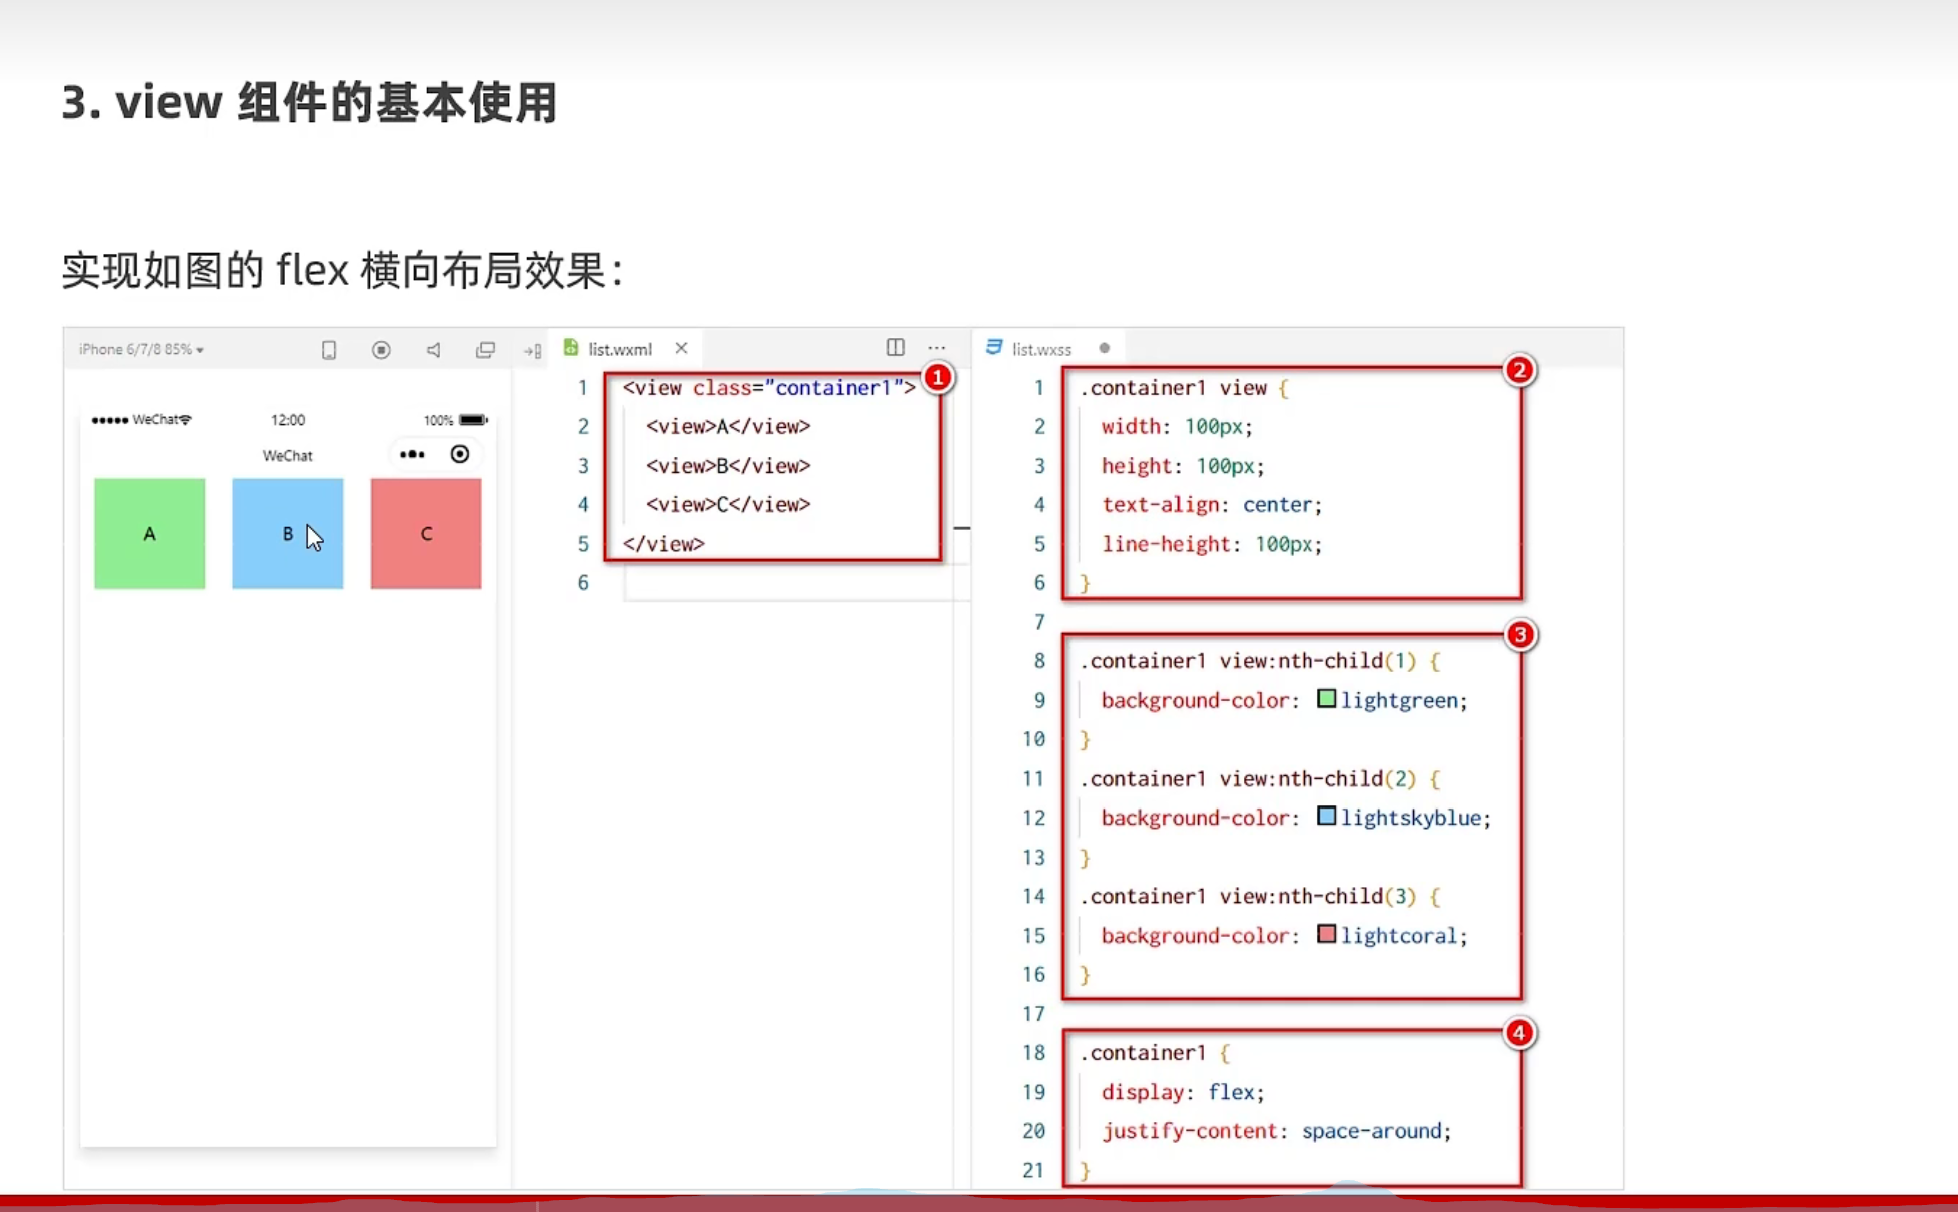 3. view 组件的基本使用
实现如图的 flex 横向布局效果：
iPhone 6/7/8 85%
WeChat 12:00 100%
WeChat
A B C
list.wxml
1 <view class="container1">
2 <view>A</view>
3 <view>B</view>
4 <view>C</view>
5 </view>
6
1
list.wxss
1 .container1 view {
2 width: 100px;
3 height: 100px;
4 text-align: center;
5 line-height: 100px;
6 }
7
8 .container1 view:nth-child(1) {
9 background-color: lightgreen;
10 }
11 .container1 view:nth-child(2) {
12 background-color: lightskyblue;
13 }
14 .container1 view:nth-child(3) {
15 background-color: lightcoral;
16 }
17
18 .container1 {
19 display: flex;
20 justify-content: space-around;
21 }
2
3
4